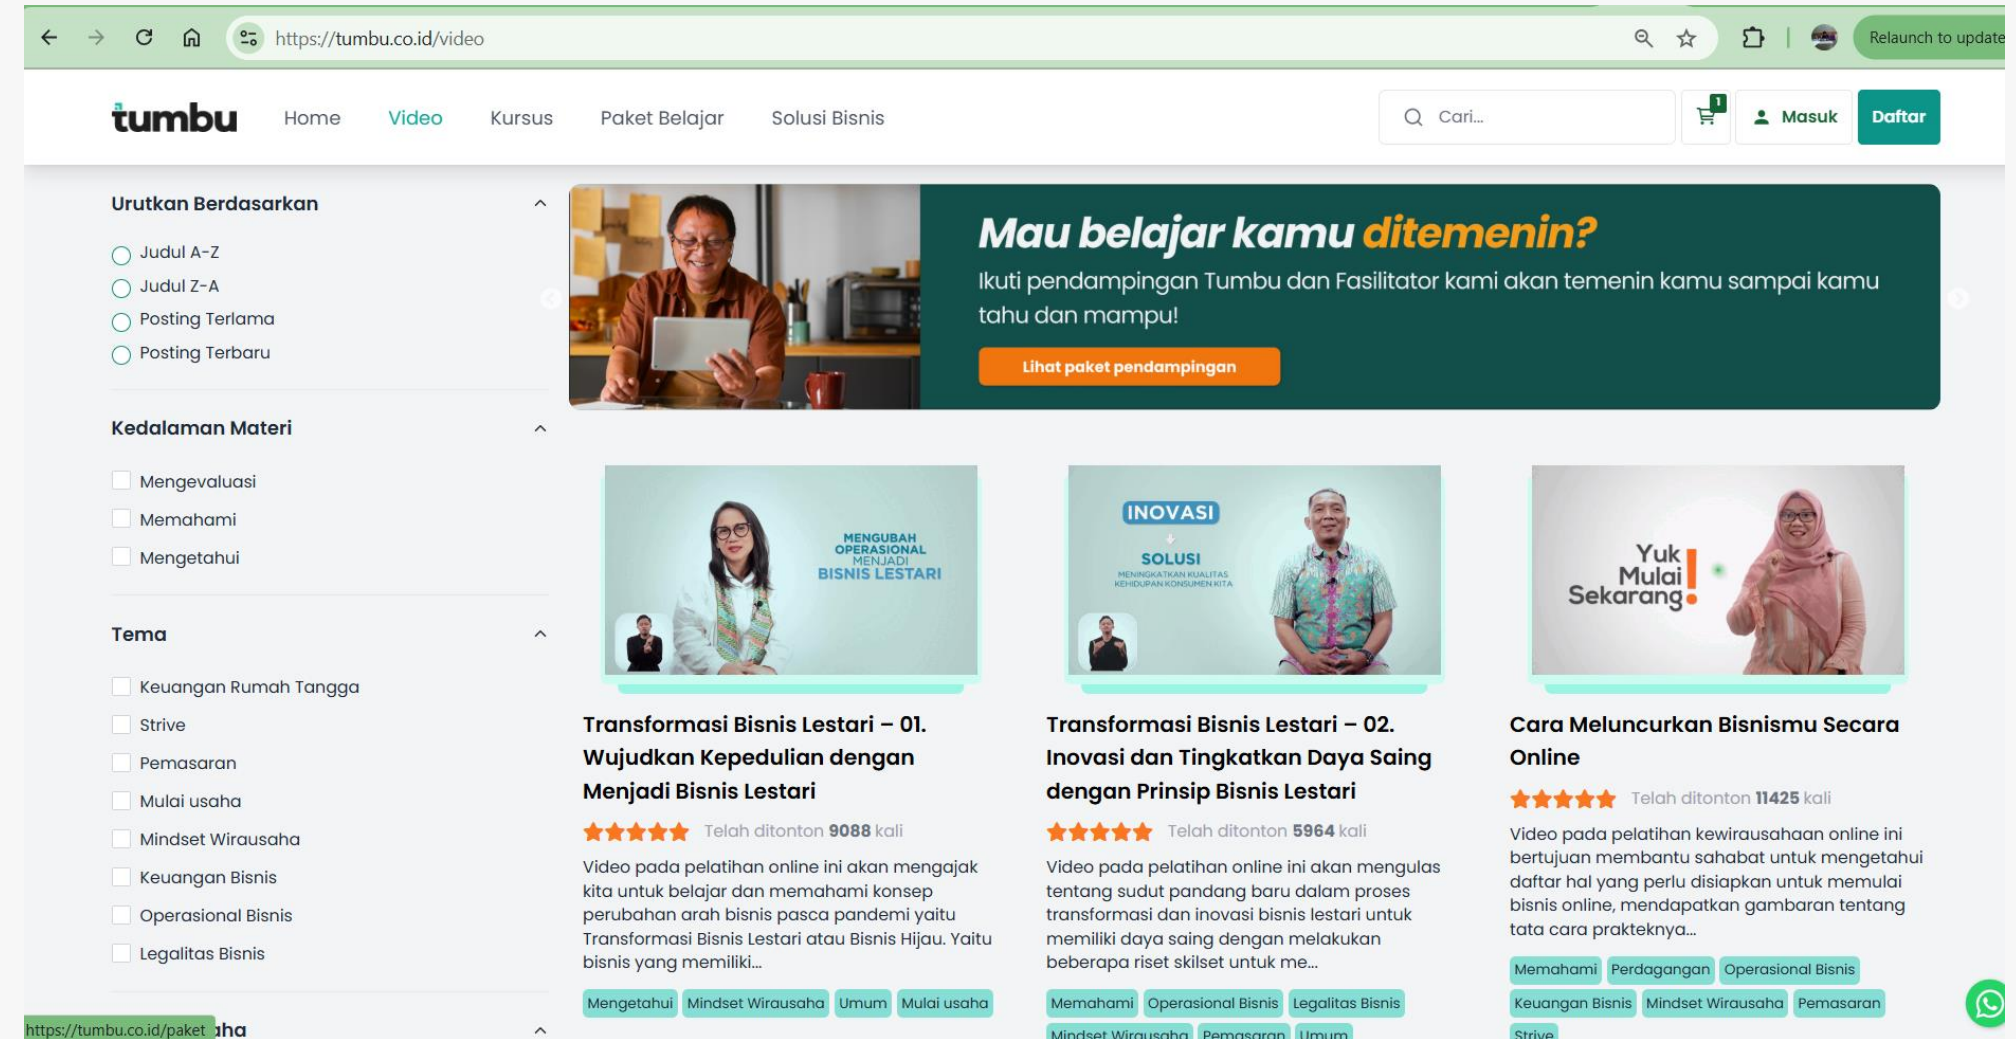 https://tumbu.co.id/video
Relaunch to update
tumbu
Home
Video
Kursus
Paket Belajar
Solusi Bisnis
Cari...
1
Masuk
Daftar
Urutkan Berdasarkan
Judul A-Z
Judul Z-A
Posting Terlama
Posting Terbaru
Kedalaman Materi
Mengevaluasi
Memahami
Mengetahui
Tema
Keuangan Rumah Tangga
Strive
Pemasaran
Mulai usaha
Mindset Wirausaha
Keuangan Bisnis
Operasional Bisnis
Legalitas Bisnis
aha
https://tumbu.co.id/paket
Mau belajar kamu ditemenin?
Ikuti pendampingan Tumbu dan Fasilitator kami akan temenin kamu sampai kamu
tahu dan mampu!
Lihat paket pendampingan
MENGUBAH
OPERASIONAL
MENJADI
BISNIS LESTARI
Transformasi Bisnis Lestari – 01.
Wujudkan Kepedulian dengan
Menjadi Bisnis Lestari
Telah ditonton 9088 kali
Video pada pelatihan online ini akan mengajak
kita untuk belajar dan memahami konsep
perubahan arah bisnis pasca pandemi yaitu
Transformasi Bisnis Lestari atau Bisnis Hijau. Yaitu
bisnis yang memiliki...
Mengetahui Mindset Wirausaha Umum Mulai usaha
INOVASI
SOLUSI
MENINGKATKAN KUALITAS
KEHIDUPAN KONSUMEN KITA
Transformasi Bisnis Lestari – 02.
Inovasi dan Tingkatkan Daya Saing
dengan Prinsip Bisnis Lestari
Telah ditonton 5964 kali
Video pada pelatihan online ini akan mengulas
tentang sudut pandang baru dalam proses
transformasi dan inovasi bisnis lestari untuk
memiliki daya saing dengan melakukan
beberapa riset skilset untuk me...
Memahami Operasional Bisnis Legalitas Bisnis
Mindset Wirausaha Pemasaran Umum
Yuk
Mulai
Sekarang!
Cara Meluncurkan Bisnismu Secara
Online
Telah ditonton 11425 kali
Video pada pelatihan kewirausahaan online ini
bertujuan membantu sahabat untuk mengetahui
daftar hal yang perlu disiapkan untuk memulai
bisnis online, mendapatkan gambaran tentang
tata cara prakteknya...
Memahami Perdagangan Operasional Bisnis
Keuangan Bisnis Mindset Wirausaha Pemasaran
Strive